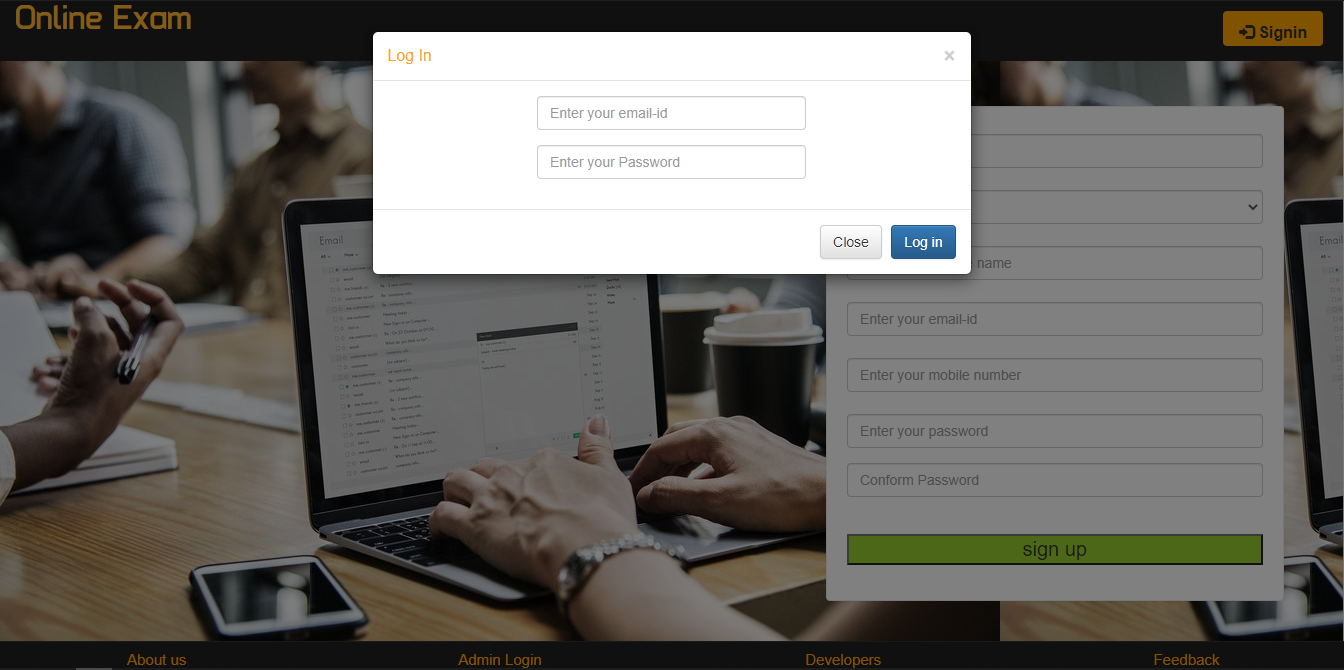 Online Exam
Signin
Log In
×
Enter your email-id
Enter your Password
Close
Log in
name
Enter your email-id
Enter your mobile number
Enter your password
Conform Password
sign up
Email
Email
About us
Admin Login
Developers
Feedback